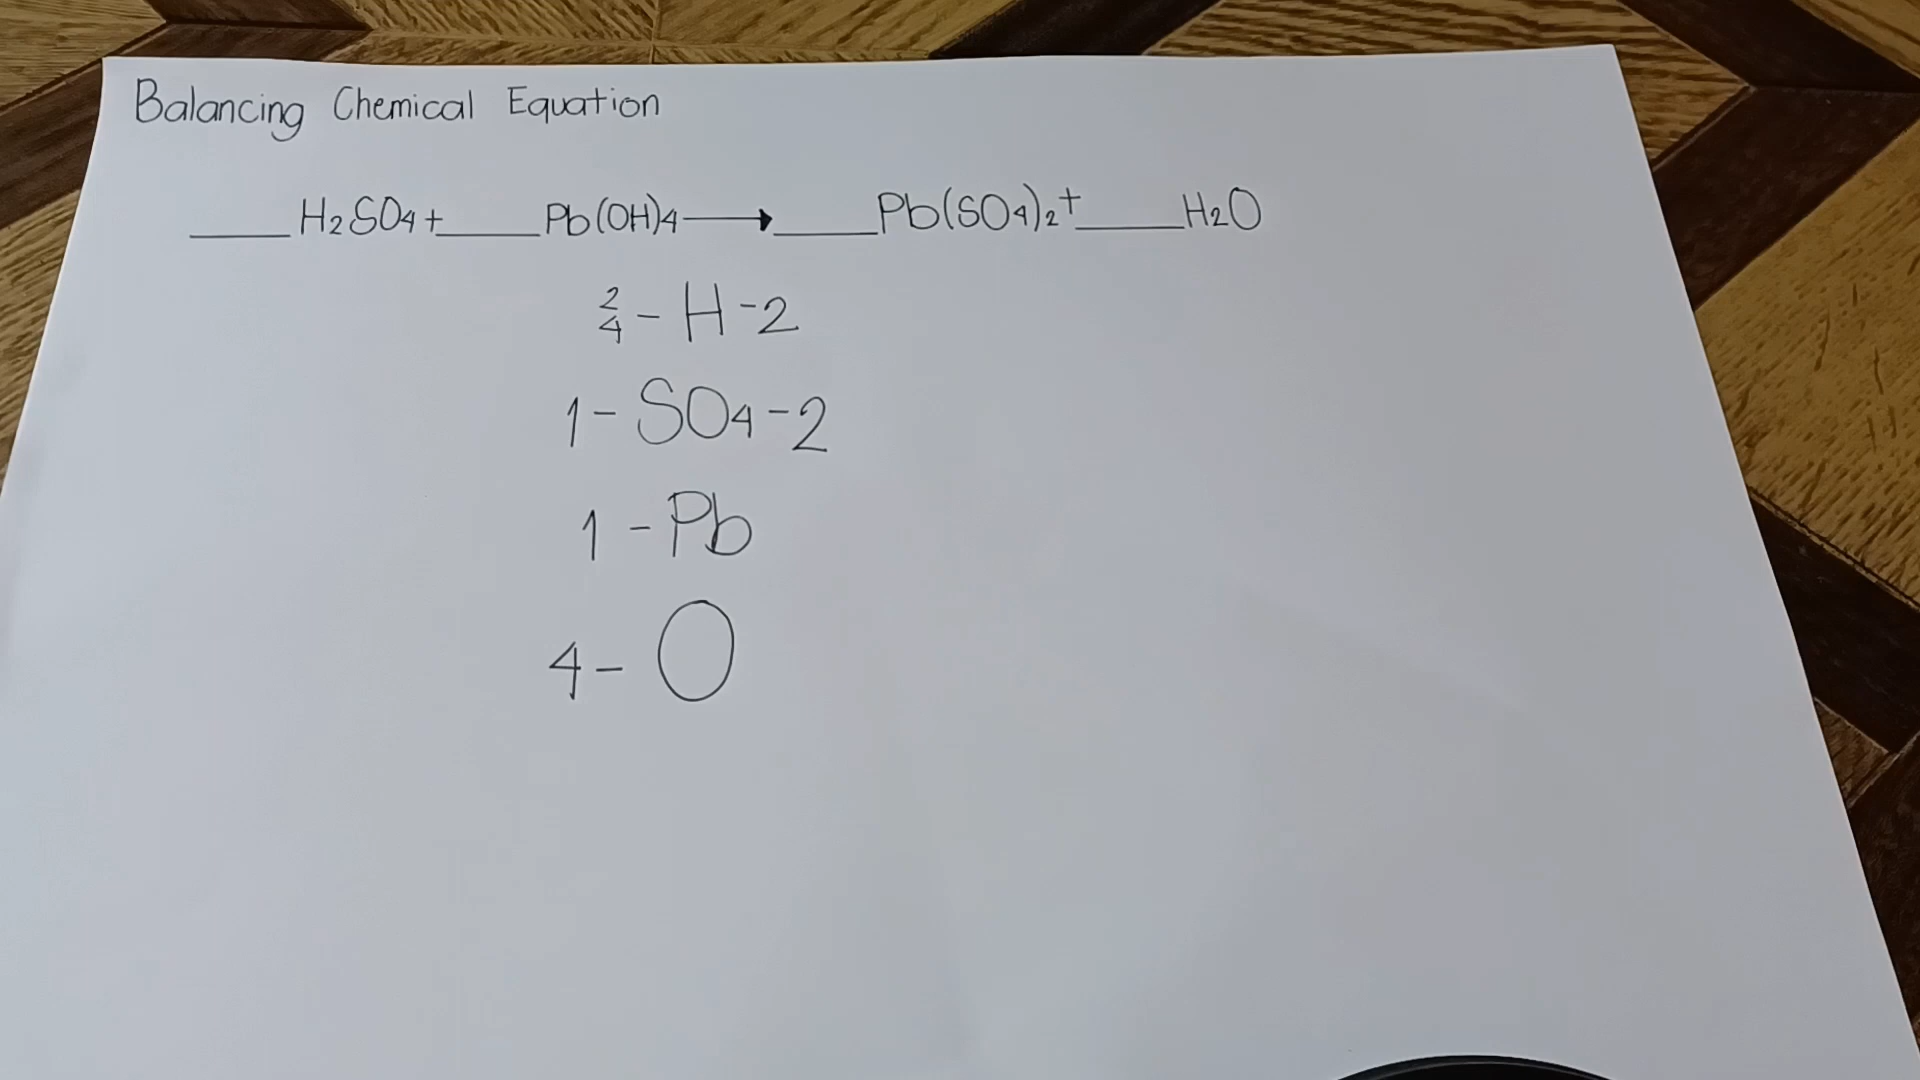 Balancing Chemical Equation
____H2SO4+____Pb(OH)4⟶____Pb(SO4)2+____H2O
2
4 - H - 2
1 - SO4 - 2
1 - Pb
4 - O